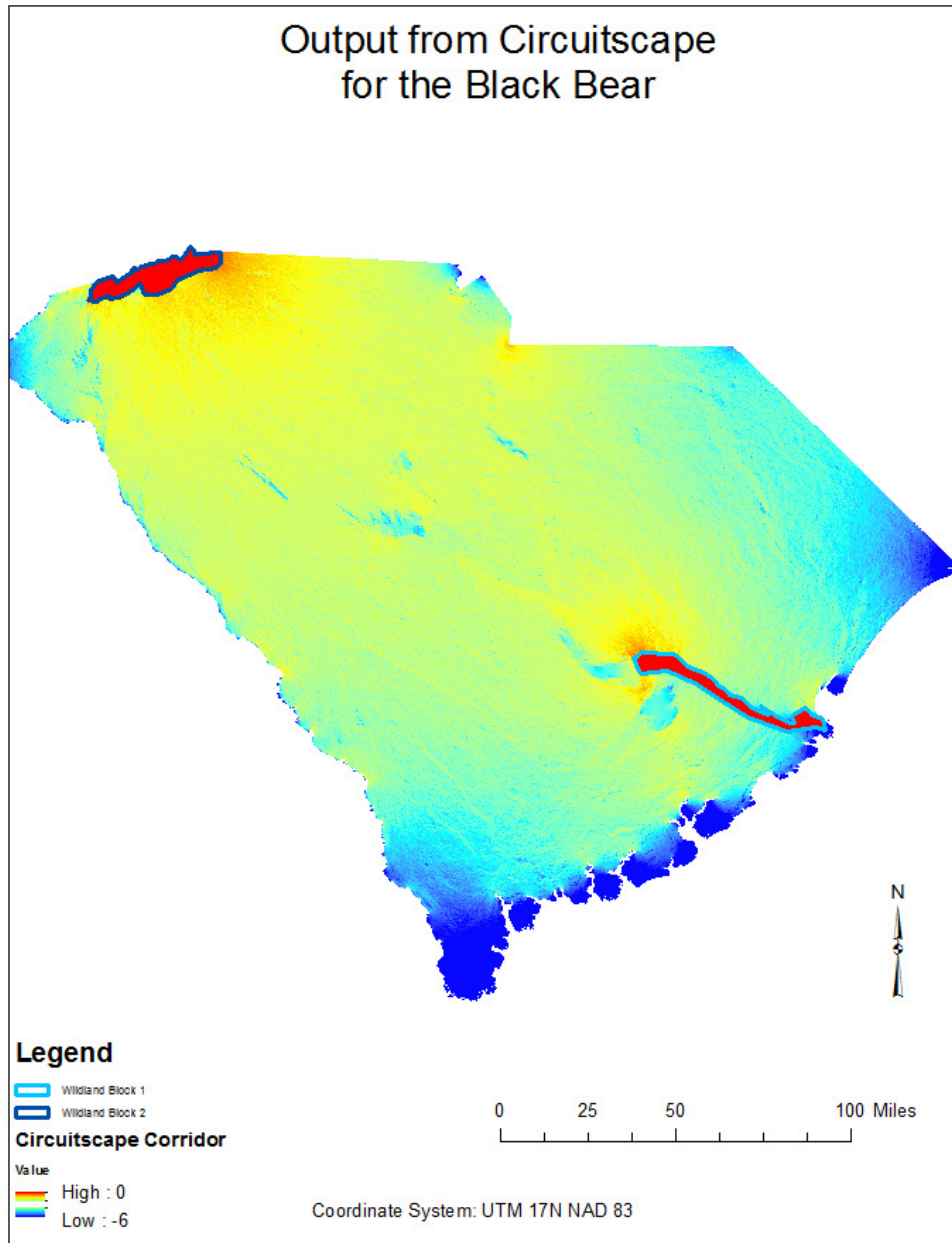 Output from Circuitscape
for the Black Bear
N
Legend
Wildland Block 1
Wildland Block 2
Circuitscape Corridor
Value
High : 0
Low : -6
0 25 50 100 Miles
Coordinate System: UTM 17N NAD 83